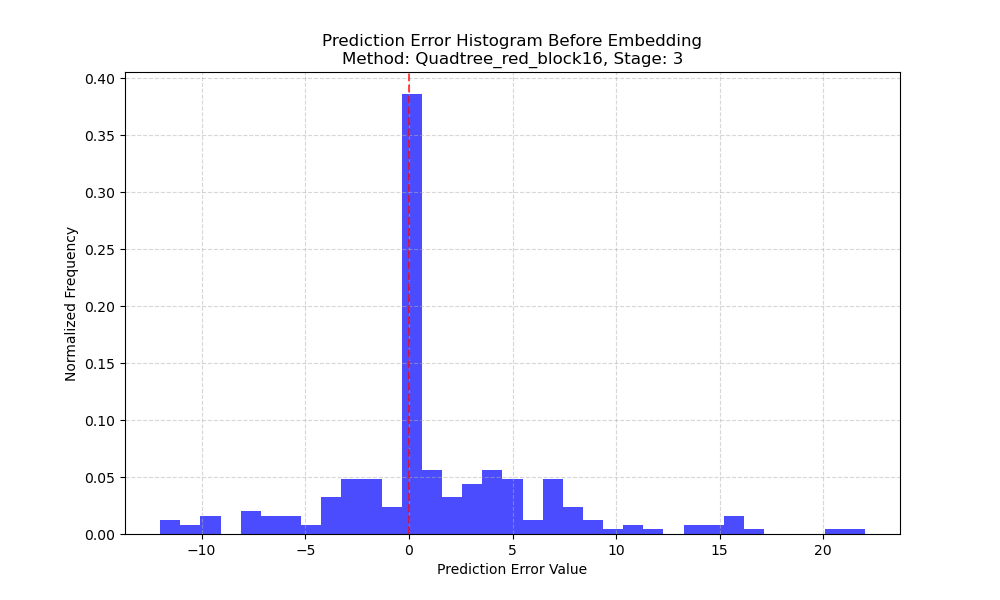 Prediction Error Histogram Before Embedding
Method: Quadtree_red_block16, Stage: 3
Normalized Frequency
0.40
0.35
0.30
0.25
0.20
0.15
0.10
0.05
0.00
−10 −5 0 5 10 15 20
Prediction Error Value